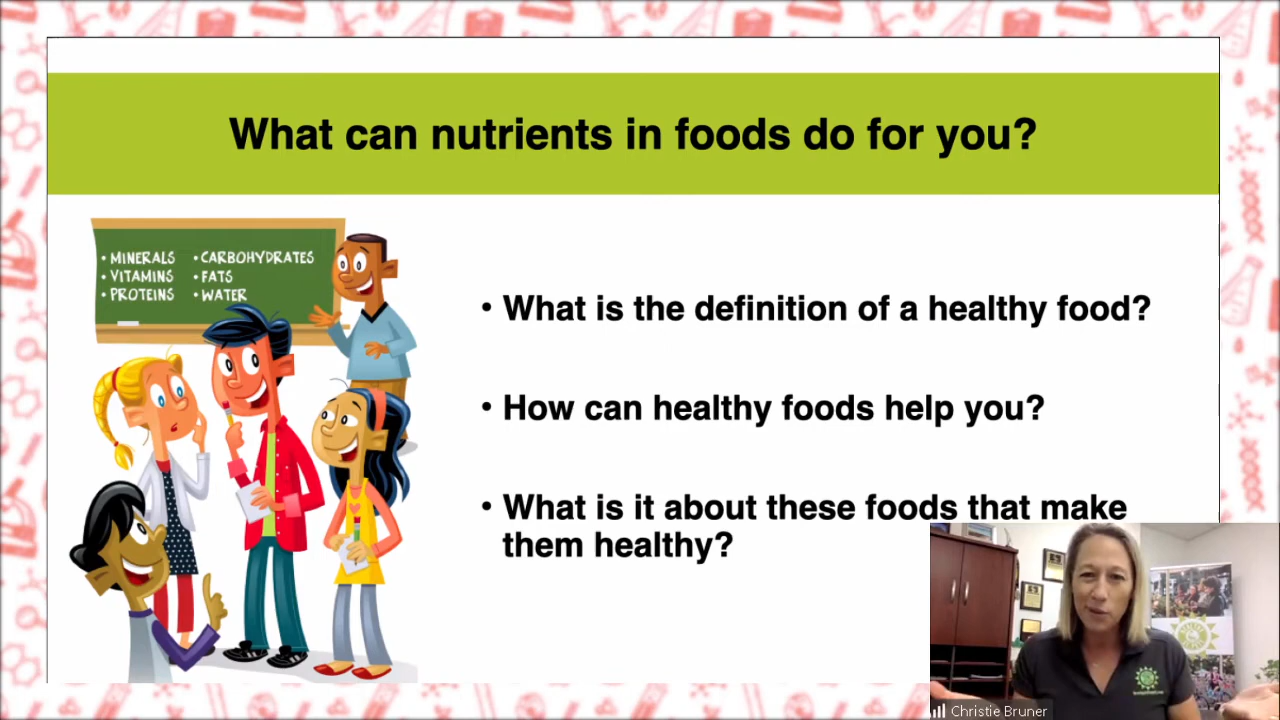 What can nutrients in foods do for you?
• MINERALS • CARBOHYDRATES
• VITAMINS • FATS
• PROTEINS • WATER
• What is the definition of a healthy food?
• How can healthy foods help you?
• What is it about these foods that make
them healthy?
Christie Bruner